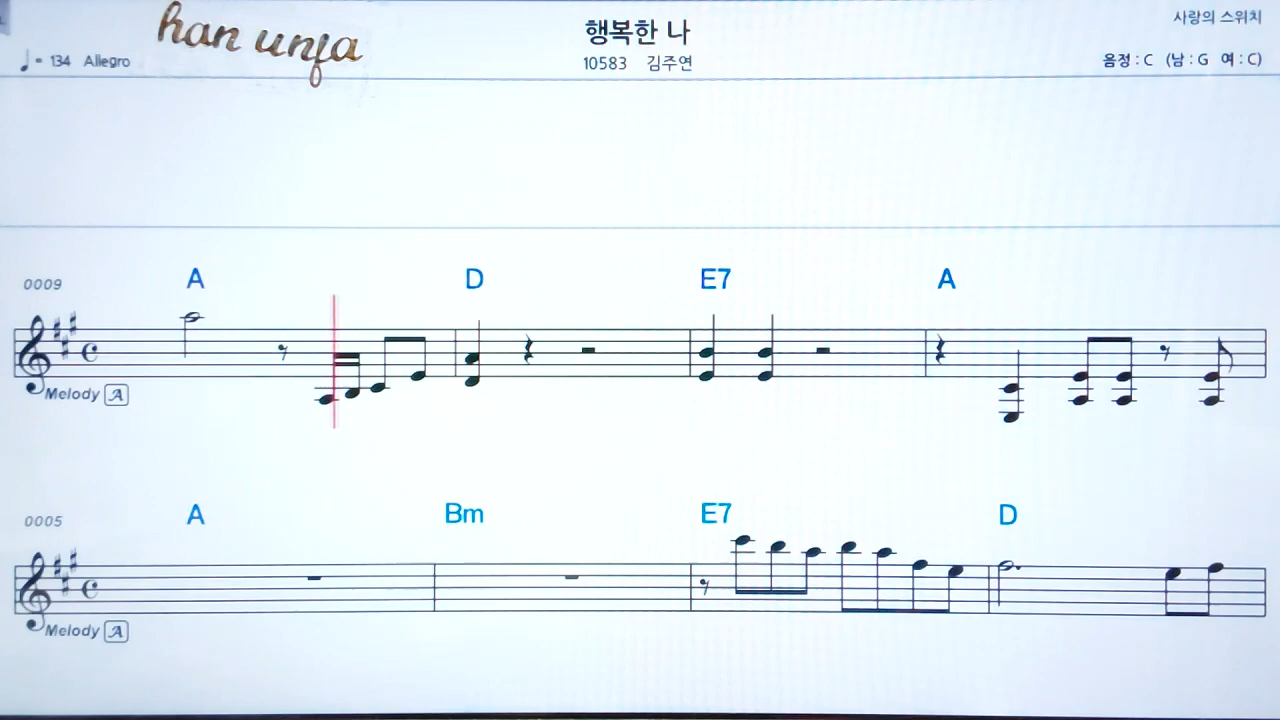 han unfa
행복한 나
사랑의 스위치
♩ = 134 Allegro
10583 김주연
음정 : C (남 : G 여 : C)
0009
A D E7 A
Melody A
0005
A Bm E7 D
Melody A